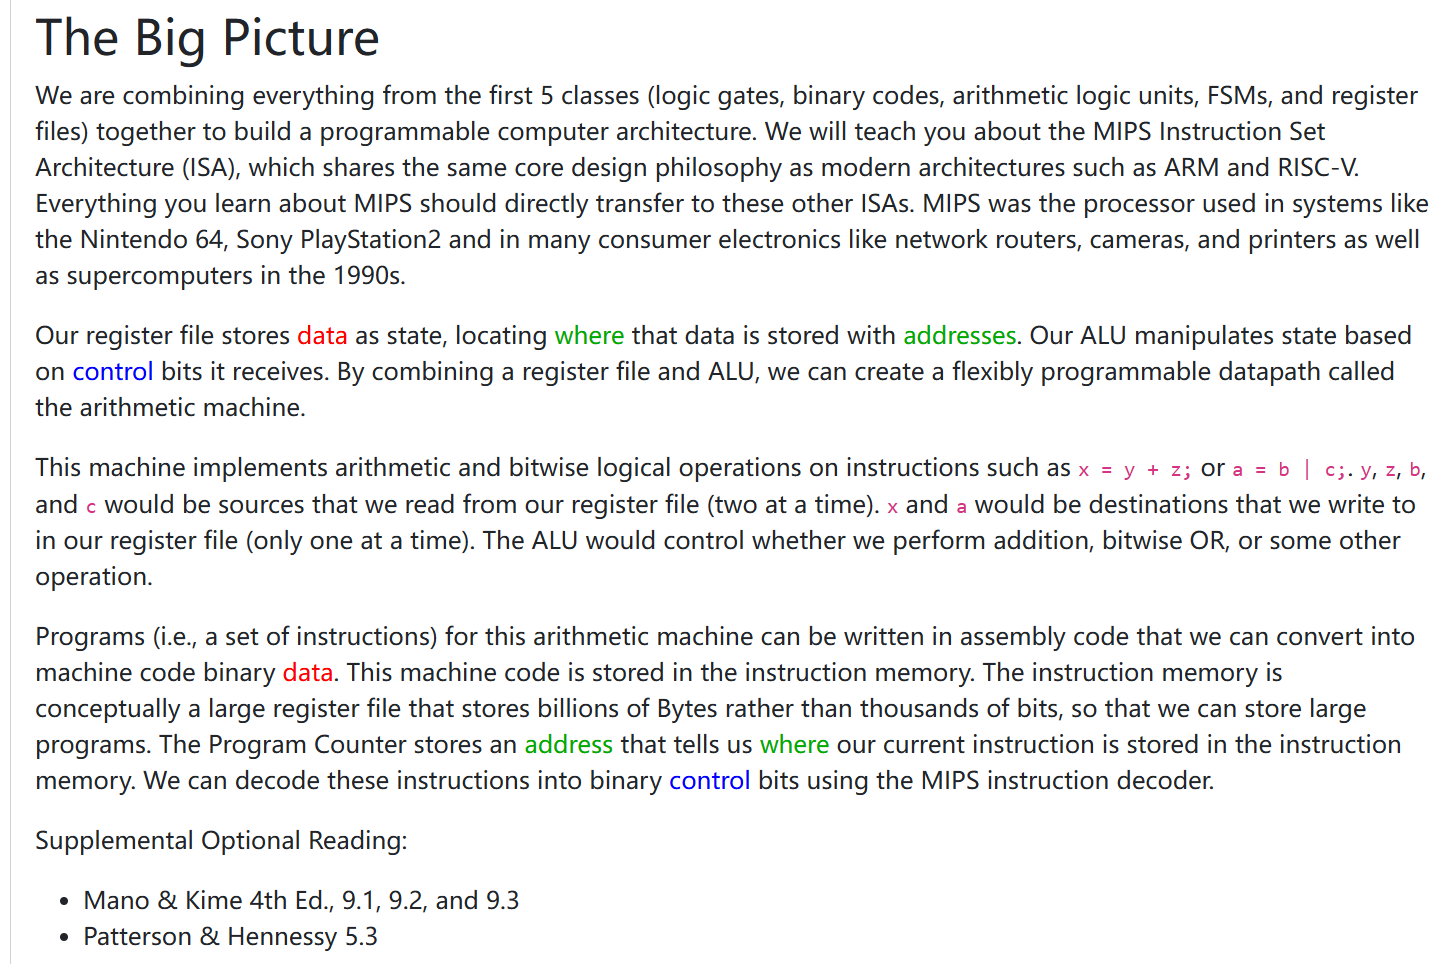 The Big Picture
We are combining everything from the first 5 classes (logic gates, binary codes, arithmetic logic units, FSMs, and register
files) together to build a programmable computer architecture. We will teach you about the MIPS Instruction Set
Architecture (ISA), which shares the same core design philosophy as modern architectures such as ARM and RISC-V.
Everything you learn about MIPS should directly transfer to these other ISAs. MIPS was the processor used in systems like
the Nintendo 64, Sony PlayStation2 and in many consumer electronics like network routers, cameras, and printers as well
as supercomputers in the 1990s.
Our register file stores data as state, locating where that data is stored with addresses. Our ALU manipulates state based
on control bits it receives. By combining a register file and ALU, we can create a flexibly programmable datapath called
the arithmetic machine.
This machine implements arithmetic and bitwise logical operations on instructions such as x = y + z; or a = b | c;. y, z, b,
and c would be sources that we read from our register file (two at a time). x and a would be destinations that we write to
in our register file (only one at a time). The ALU would control whether we perform addition, bitwise OR, or some other
operation.
Programs (i.e., a set of instructions) for this arithmetic machine can be written in assembly code that we can convert into
machine code binary data. This machine code is stored in the instruction memory. The instruction memory is
conceptually a large register file that stores billions of Bytes rather than thousands of bits, so that we can store large
programs. The Program Counter stores an address that tells us where our current instruction is stored in the instruction
memory. We can decode these instructions into binary control bits using the MIPS instruction decoder.
Supplemental Optional Reading:
• Mano & Kime 4th Ed., 9.1, 9.2, and 9.3
• Patterson & Hennessy 5.3